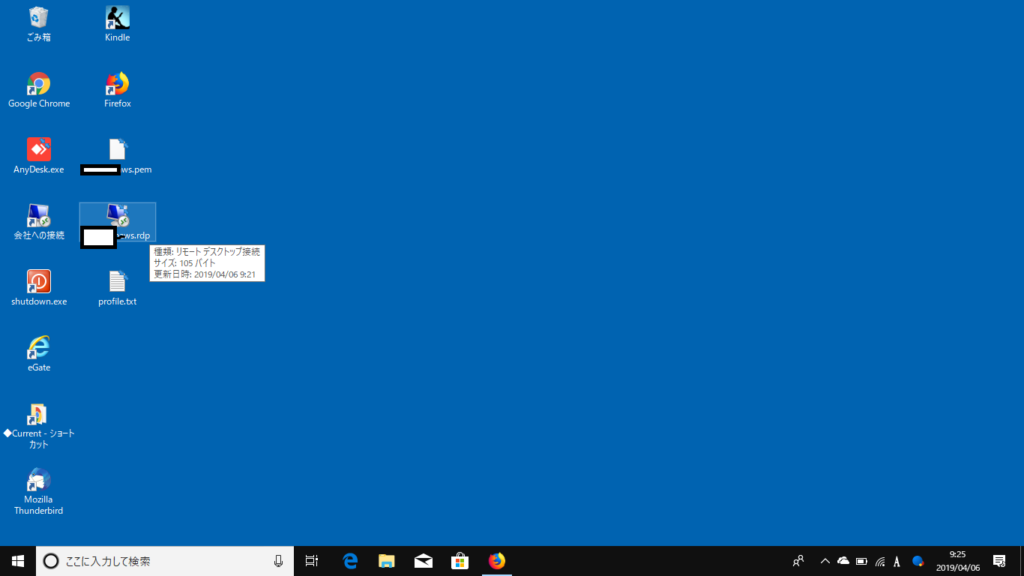 ごみ箱
Kindle
Google Chrome
Firefox
AnyDesk.exe
ws.pem
会社への接続
ws.rdp
種類: リモート デスクトップ接続
サイズ: 105 バイト
更新日時: 2019/04/06 9:21
shutdown.exe
profile.txt
eGate
◆Current - ショート
カット
Mozilla
Thunderbird
ここに入力して検索
A
9:25
2019/04/06